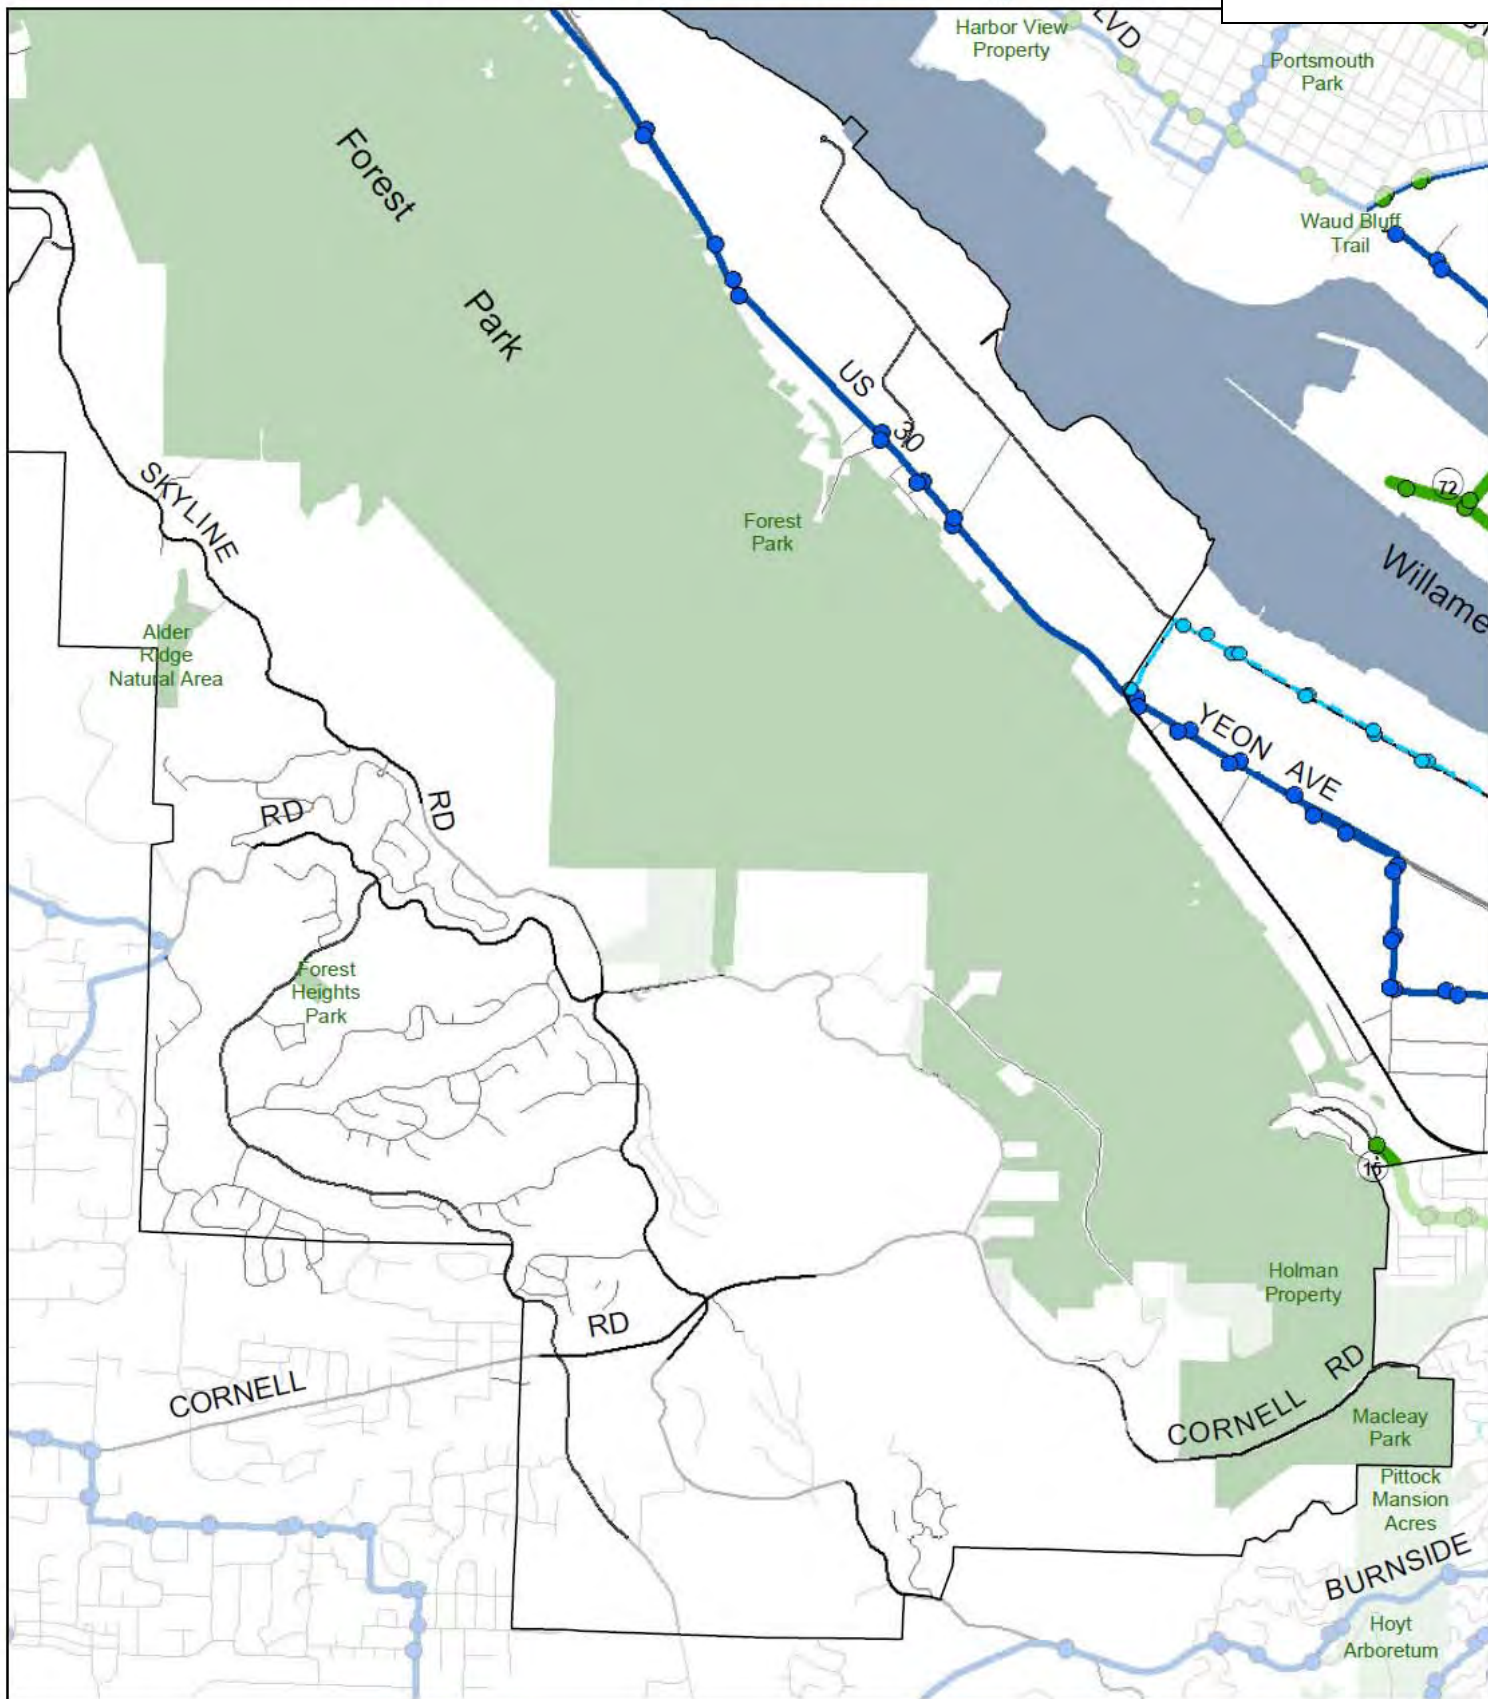 LVD
Harbor View
Property
Portsmouth
Park
Forest
Park
Waud Bluff
Trail
US
30
72
SKYLINE
Forest
Park
Willame
Alder
Ridge
Natural Area
YEON AVE
RD
RD
Forest
Heights
Park
15
Holman
Property
RD
RD
CORNELL
CORNELL
Macleay
Park
Pittock
Mansion
Acres
BURNSIDE
Hoyt
Arboretum